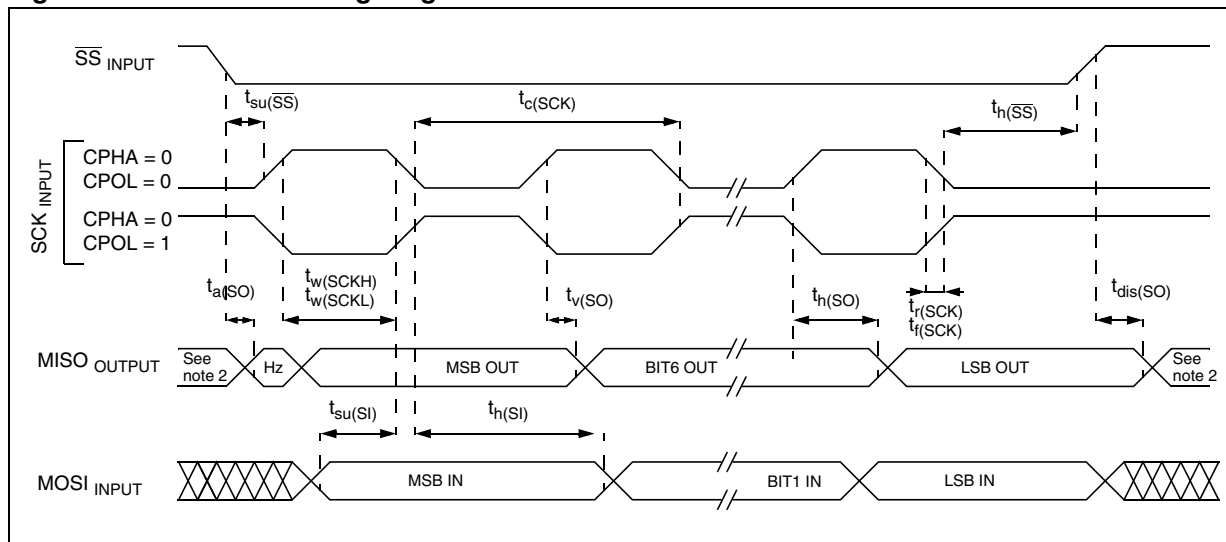 SS INPUT
tsu(SS)
tc(SCK)
th(SS)
SCK INPUT
CPHA = 0
CPOL = 0
CPHA = 0
CPOL = 1
ta(SO)
tw(SCKH)
tw(SCKL)
tv(SO)
th(SO)
tr(SCK)
tf(SCK)
tdis(SO)
MISO OUTPUT
See
note 2
Hz
MSB OUT
BIT6 OUT
LSB OUT
See
note 2
tsu(SI)
th(SI)
MOSI INPUT
MSB IN
BIT1 IN
LSB IN